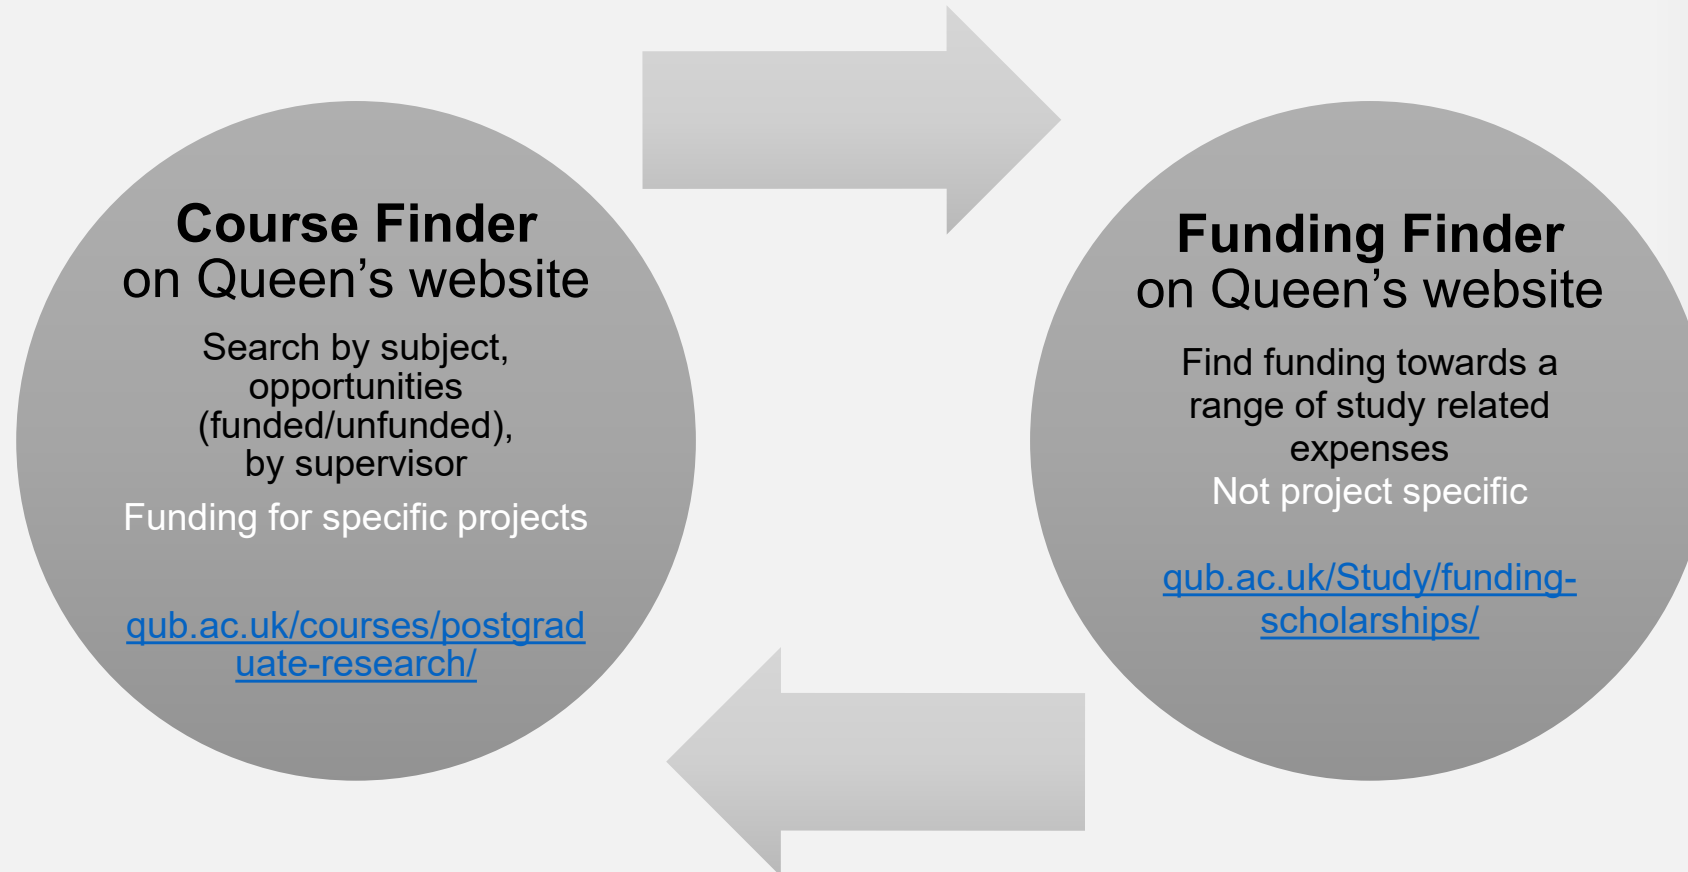 Course Finder
on Queen’s website
Search by subject,
opportunities
(funded/unfunded),
by supervisor
Funding for specific projects
qub.ac.uk/courses/postgrad
uate-research/
Funding Finder
on Queen’s website
Find funding towards a
range of study related
expenses
Not project specific
qub.ac.uk/Study/funding-
scholarships/